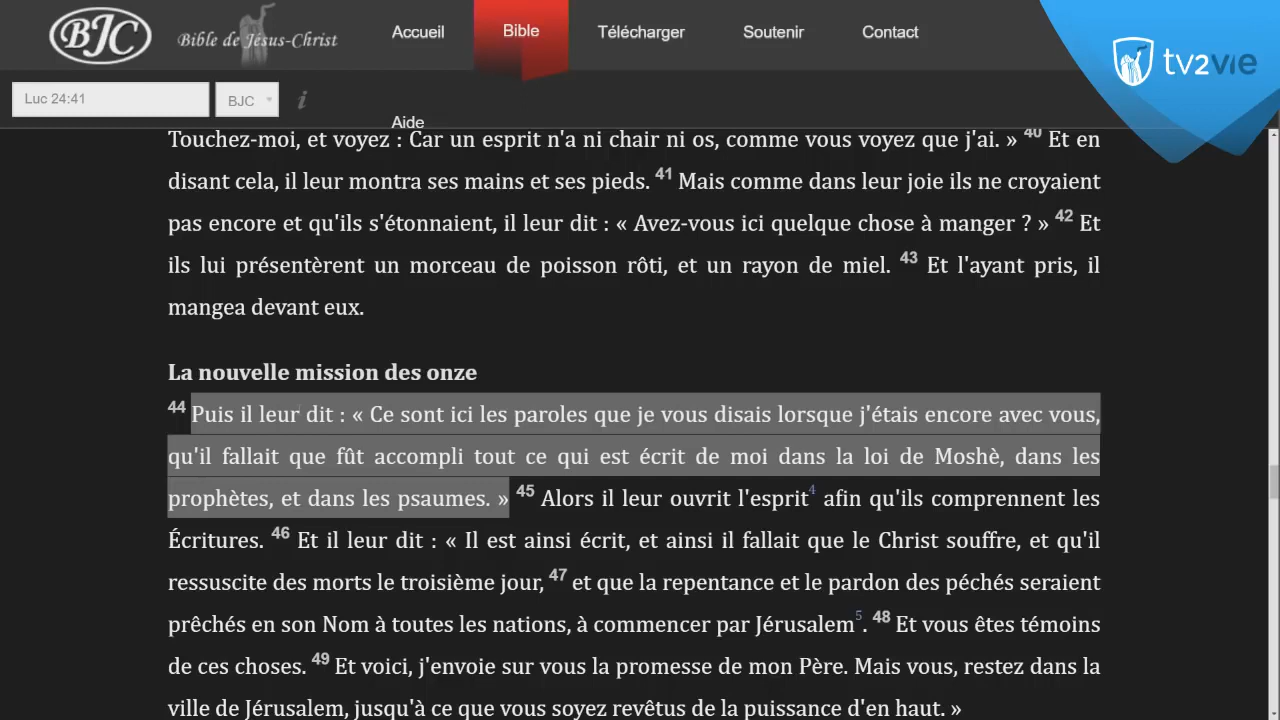 BJC Bible de Jésus-Christ Accueil Bible Télécharger Soutenir Contact
tv2vie
Luc 24:41 BJC i
Aide
Touchez-moi, et voyez : Car un esprit n'a ni chair ni os, comme vous voyez que j'ai. » 40 Et en
disant cela, il leur montra ses mains et ses pieds. 41 Mais comme dans leur joie ils ne croyaient
pas encore et qu'ils s'étonnaient, il leur dit : « Avez-vous ici quelque chose à manger ? » 42 Et
ils lui présentèrent un morceau de poisson rôti, et un rayon de miel. 43 Et l'ayant pris, il
mangea devant eux.
La nouvelle mission des onze
44 Puis il leur dit : « Ce sont ici les paroles que je vous disais lorsque j'étais encore avec vous,
qu'il fallait que fût accompli tout ce qui est écrit de moi dans la loi de Moshè, dans les
prophètes, et dans les psaumes. » 45 Alors il leur ouvrit l'esprit4 afin qu'ils comprennent les
Écritures. 46 Et il leur dit : « Il est ainsi écrit, et ainsi il fallait que le Christ souffre, et qu'il
ressuscite des morts le troisième jour, 47 et que la repentance et le pardon des péchés seraient
prêchés en son Nom à toutes les nations, à commencer par Jérusalem5. 48 Et vous êtes témoins
de ces choses. 49 Et voici, j'envoie sur vous la promesse de mon Père. Mais vous, restez dans la
ville de Jérusalem, jusqu'à ce que vous soyez revêtus de la puissance d'en haut. »